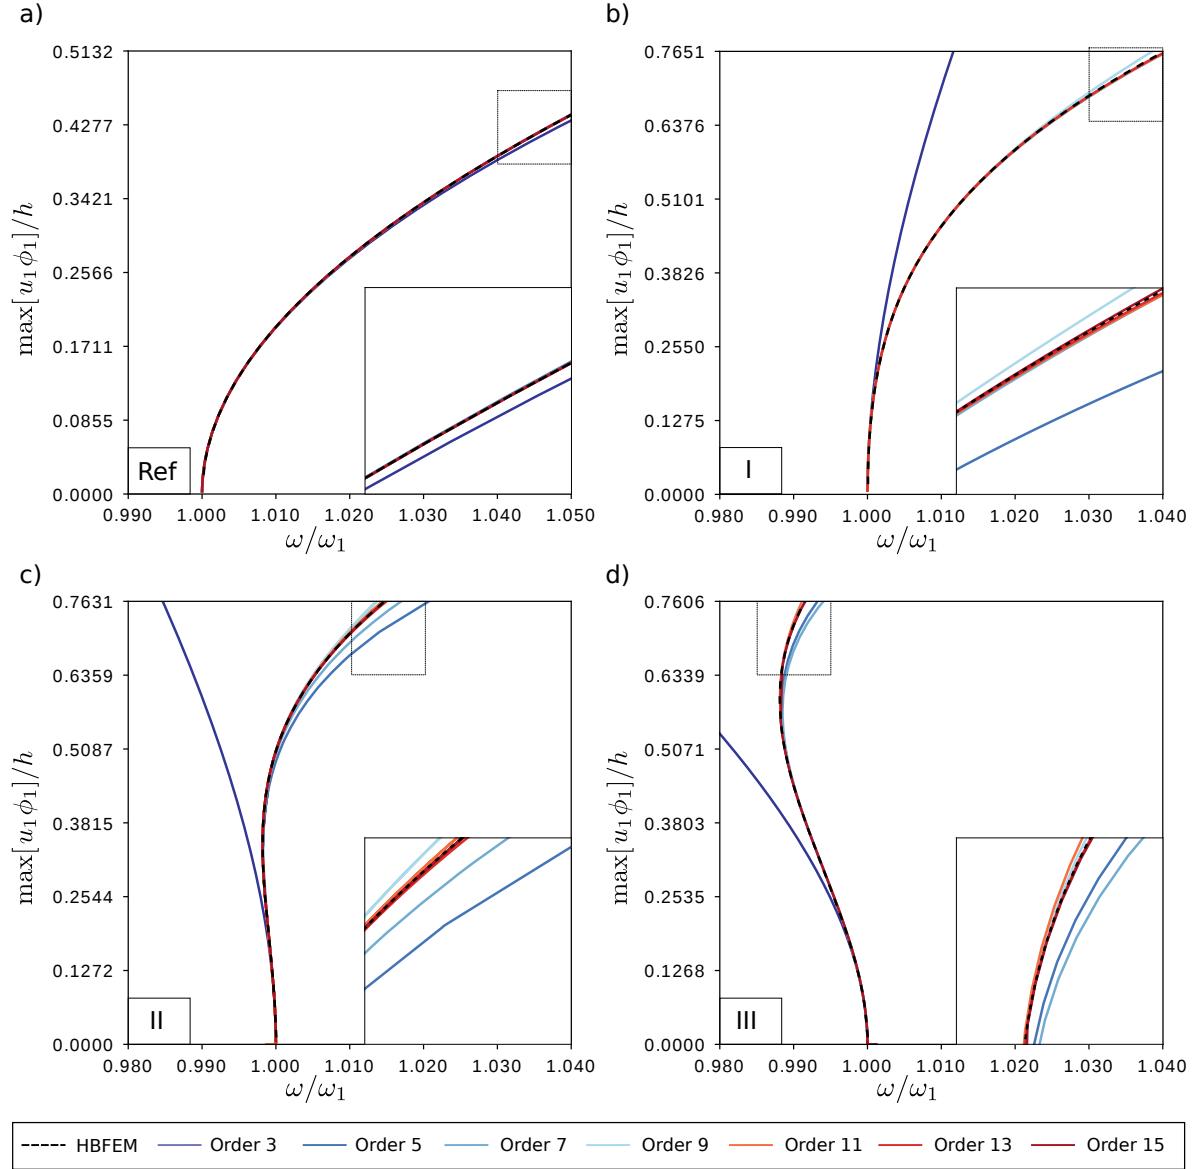 a)
max[u₁ϕ₁]/h
0.5132
0.4277
0.3421
0.2566
0.1711
0.0855
0.0000
Ref
0.990 1.000 1.010 1.020 1.030 1.040 1.050
ω/ω₁
b)
max[u₁ϕ₁]/h
0.7651
0.6376
0.5101
0.3826
0.2550
0.1275
0.0000
I
0.980 0.990 1.000 1.010 1.020 1.030 1.040
ω/ω₁
c)
max[u₁ϕ₁]/h
0.7631
0.6359
0.5087
0.3815
0.2544
0.1272
0.0000
II
0.980 0.990 1.000 1.010 1.020 1.030 1.040
ω/ω₁
d)
max[u₁ϕ₁]/h
0.7606
0.6339
0.5071
0.3803
0.2535
0.1268
0.0000
III
0.980 0.990 1.000 1.010 1.020 1.030 1.040
ω/ω₁
HBFEM Order 3 Order 5 Order 7 Order 9 Order 11 Order 13 Order 15